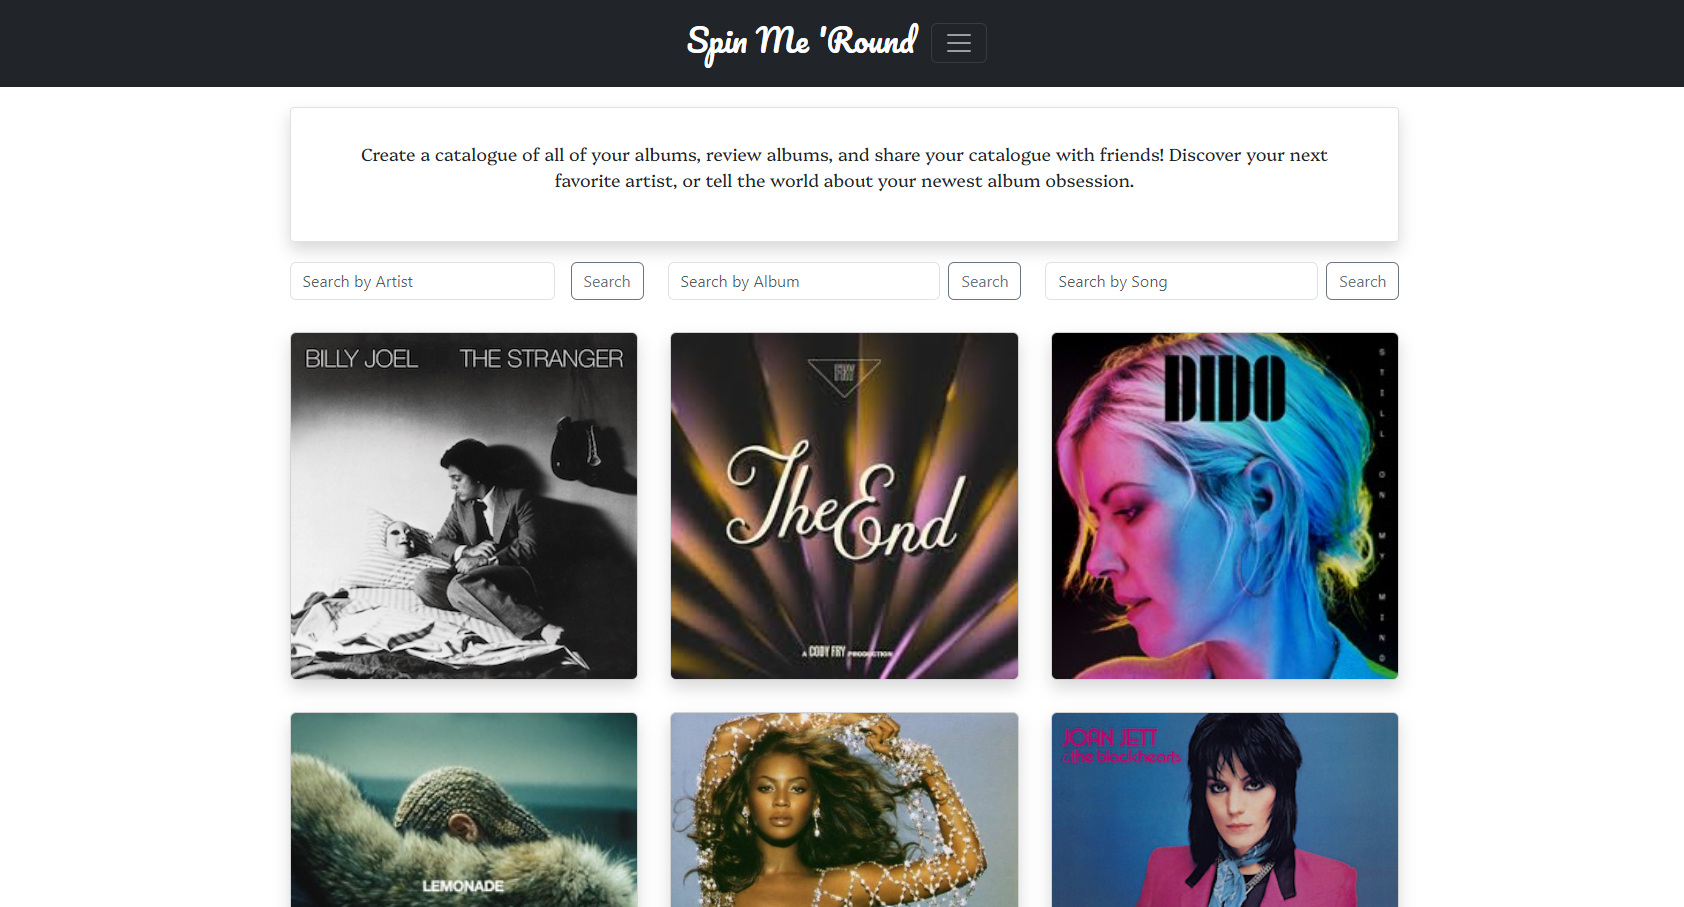 Spin Me 'Round
Create a catalogue of all of your albums, review albums, and share your catalogue with friends! Discover your next
favorite artist, or tell the world about your newest album obsession.
Search by Artist
Search
Search by Album
Search
Search by Song
Search
BILLY JOEL THE STRANGER
FRY
The End
A CODY FRY PRODUCTION
DIDO
STILL ON MY MIND
LEMONADE
JOAN JETT
& the blackhearts